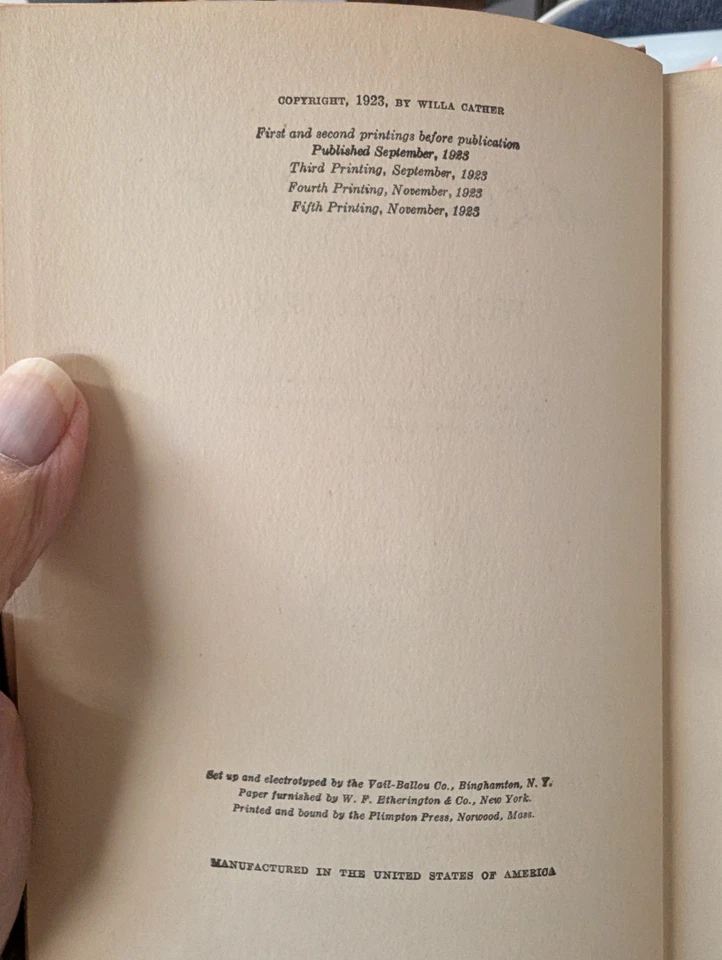 COPYRIGHT, 1923, BY WILLA CATHER
First and second printings before publication
Published September, 1923
Third Printing, September, 1923
Fourth Printing, November, 1923
Fifth Printing, November, 1923
Set up and electrotyped by the Vail-Ballou Co., Binghamton, N. Y.
Paper furnished by W. F. Etherington & Co., New York.
Printed and bound by the Plimpton Press, Norwood, Mass.
MANUFACTURED IN THE UNITED STATES OF AMERICA